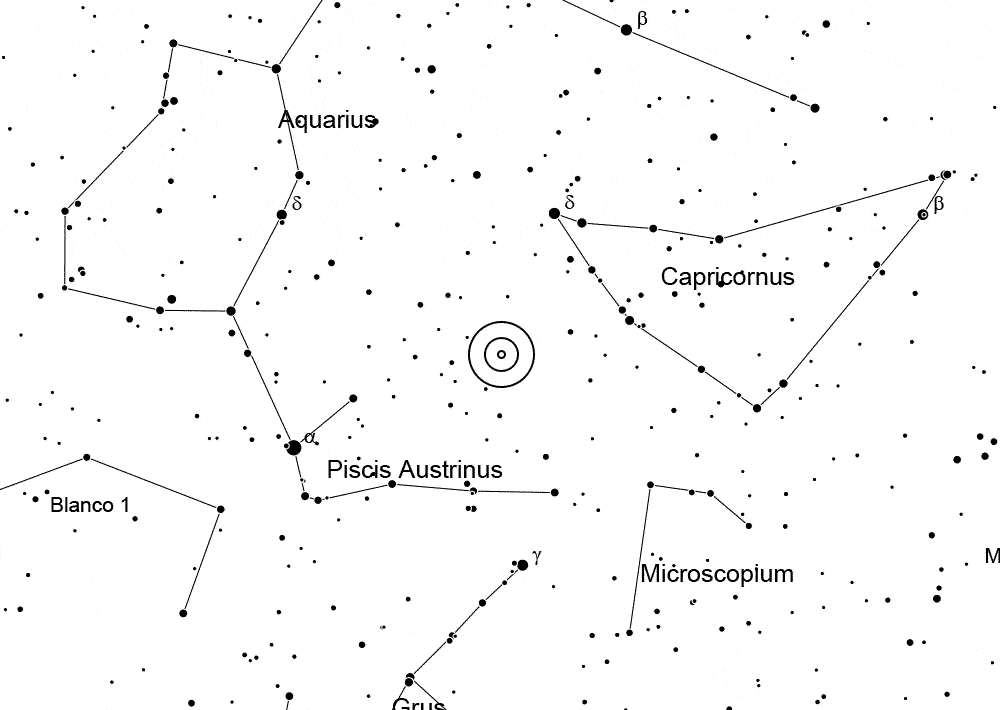 β
Aquarius
δ
δ
β
Capricornus
α
Piscis Austrinus
Blanco 1
γ
M
Microscopium
Grus